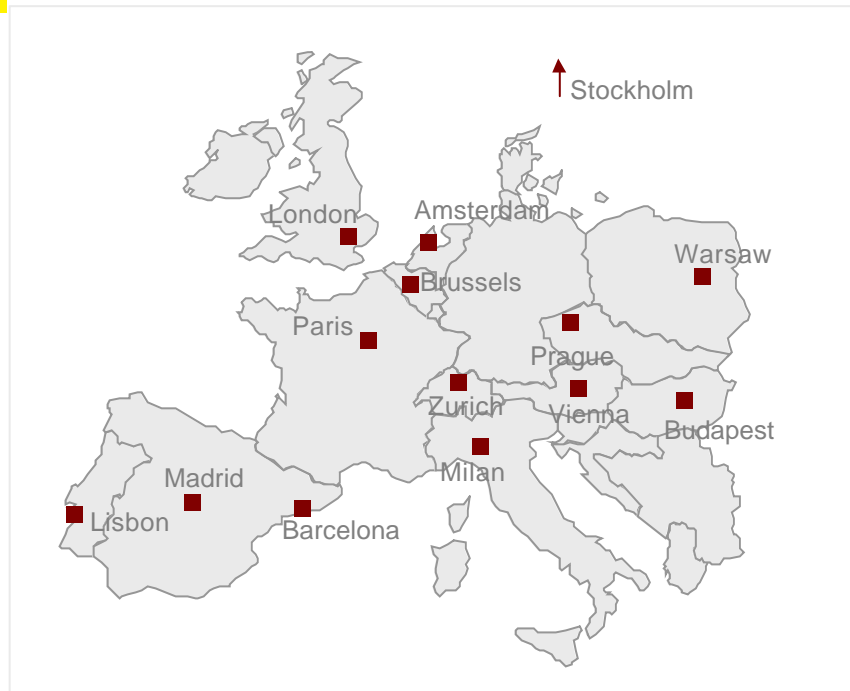 Stockholm
London
Amsterdam
Warsaw
Brussels
Paris
Prague
Zurich
Vienna
Budapest
Milan
Madrid
Lisbon
Barcelona